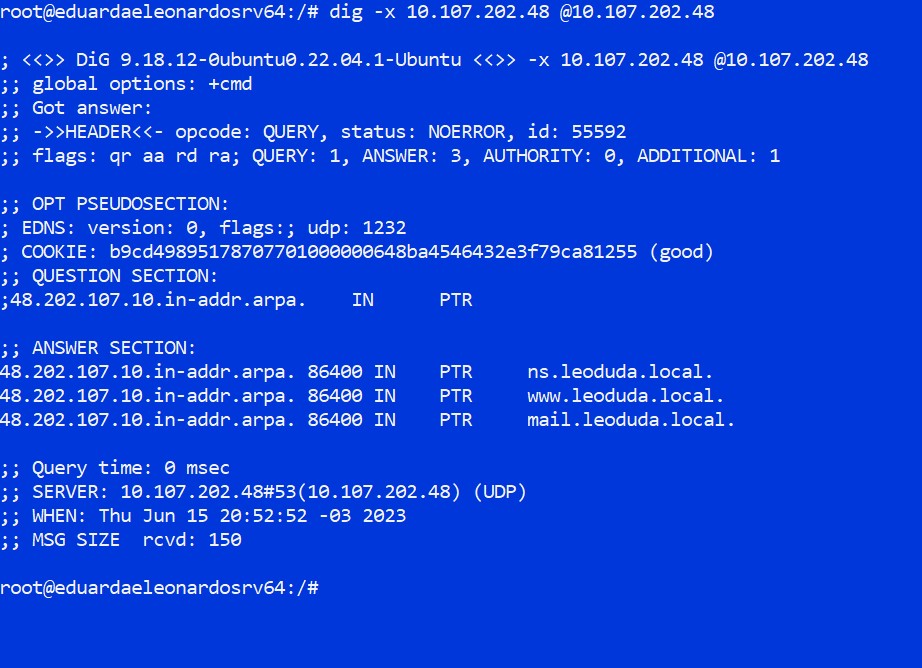 root@eduardaeleonardosrv64:/# dig -x 10.107.202.48 @10.107.202.48
; <<>> DiG 9.18.12-0ubuntu0.22.04.1-Ubuntu <<>> -x 10.107.202.48 @10.107.202.48
;; global options: +cmd
;; Got answer:
;; ->>HEADER<<- opcode: QUERY, status: NOERROR, id: 55592
;; flags: qr aa rd ra; QUERY: 1, ANSWER: 3, AUTHORITY: 0, ADDITIONAL: 1
;; OPT PSEUDOSECTION:
; EDNS: version: 0, flags:; udp: 1232
; COOKIE: b9cd49895178707701000000648ba4546432e3f79ca81255 (good)
;; QUESTION SECTION:
;48.202.107.10.in-addr.arpa. IN PTR
;; ANSWER SECTION:
48.202.107.10.in-addr.arpa. 86400 IN PTR ns.leoduda.local.
48.202.107.10.in-addr.arpa. 86400 IN PTR www.leoduda.local.
48.202.107.10.in-addr.arpa. 86400 IN PTR mail.leoduda.local.
;; Query time: 0 msec
;; SERVER: 10.107.202.48#53(10.107.202.48) (UDP)
;; WHEN: Thu Jun 15 20:52:52 -03 2023
;; MSG SIZE rcvd: 150
root@eduardaeleonardosrv64:/#